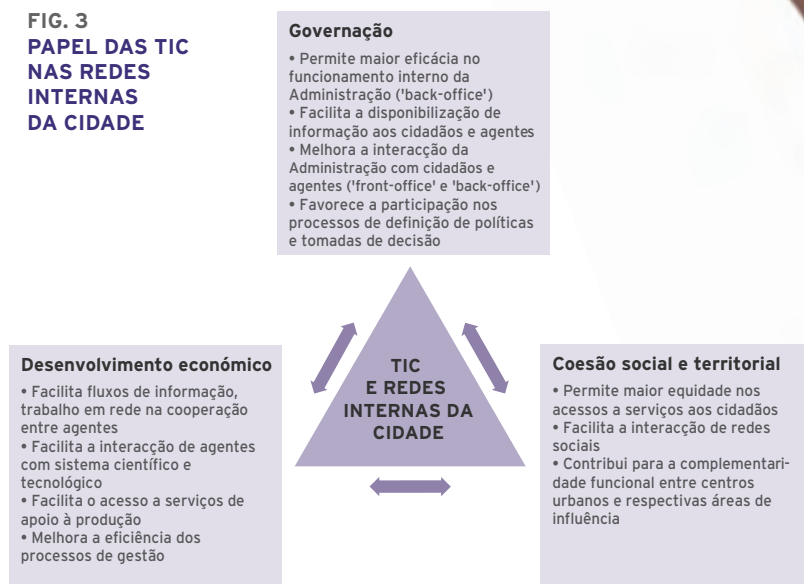 FIG. 3
PAPEL DAS TIC
NAS REDES
INTERNAS
DA CIDADE
Governação
• Permite maior eficácia no
funcionamento interno da
Administração ('back-office')
• Facilita a disponibilização de
informação aos cidadãos e agentes
• Melhora a interacção da
Administração com cidadãos e
agentes ('front-office' e 'back-office')
• Favorece a participação nos
processos de definição de políticas
e tomadas de decisão
Desenvolvimento económico
• Facilita fluxos de informação,
trabalho em rede na cooperação
entre agentes
• Facilita a interacção de agentes
com sistema científico e
tecnológico
• Facilita o acesso a serviços de
apoio à produção
• Melhora a eficiência dos
processos de gestão
TIC
E REDES
INTERNAS DA
CIDADE
Coesão social e territorial
• Permite maior equidade nos
acessos a serviços aos cidadãos
• Facilita a interacção de redes
sociais
• Contribui para a complementari-
dade funcional entre centros
urbanos e respectivas áreas de
influência